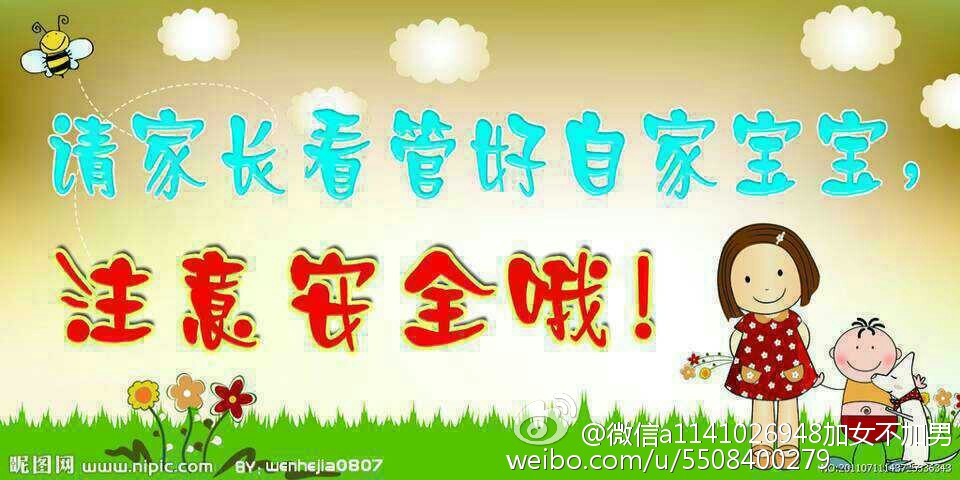 请家长看管好自家宝宝，
注意安全哦！
@微信a1141026948加女不加男
weibo.com/u/5508400279
昵图网 www.nipic.com BY: wenhejia0807